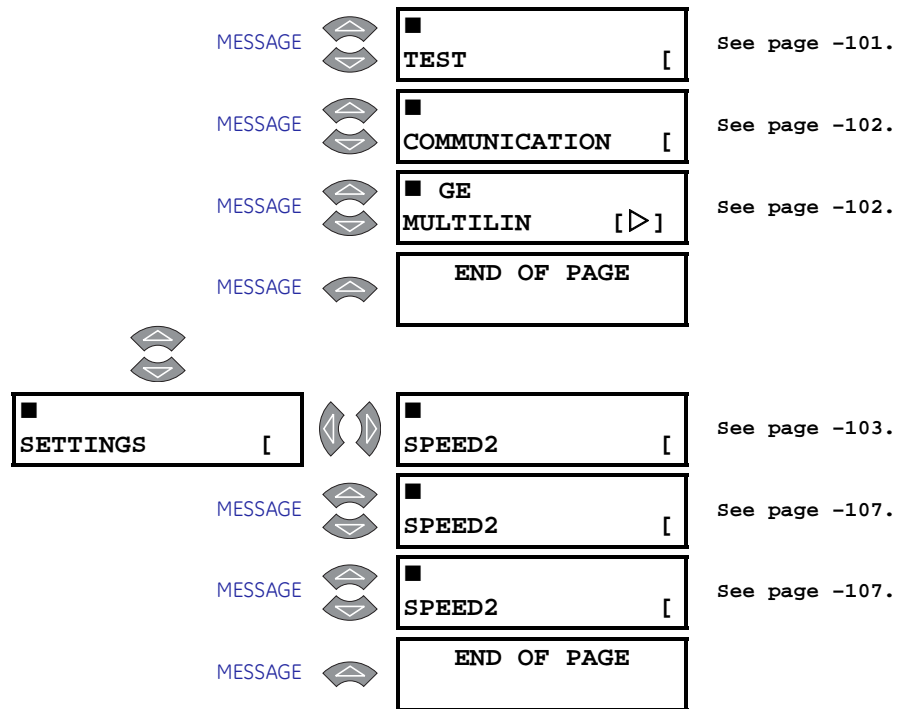 MESSAGE ■
TEST [ See page –101.
MESSAGE ■
COMMUNICATION [ See page –102.
MESSAGE ■ GE
MULTILIN [▷] See page –102.
MESSAGE END OF PAGE
■
SETTINGS [
■
SPEED2 [ See page –103.
MESSAGE ■
SPEED2 [ See page –107.
MESSAGE ■
SPEED2 [ See page –107.
MESSAGE END OF PAGE